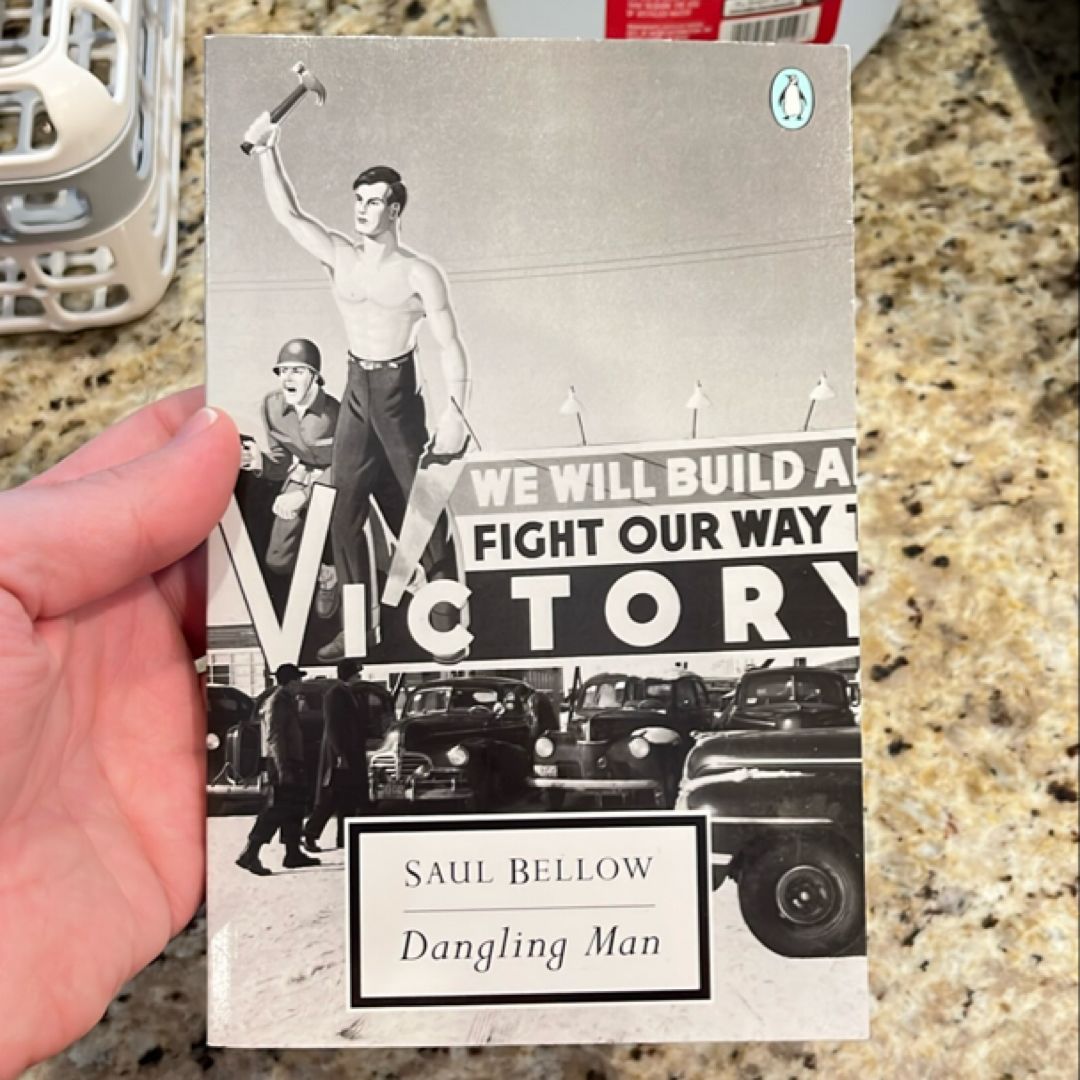 WE WILL BUILD A
FIGHT OUR WAY T
VICTORY
SAUL BELLOW
Dangling Man